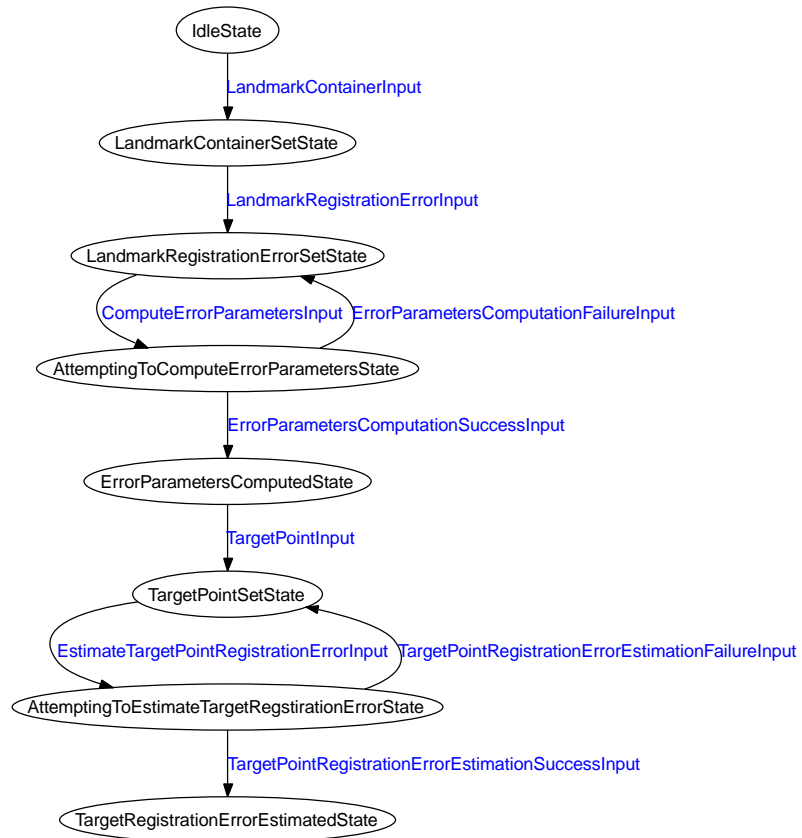 IdleState
LandmarkContainerInput
LandmarkContainerSetState
LandmarkRegistrationErrorInput
LandmarkRegistrationErrorSetState
ComputeErrorParametersInput
ErrorParametersComputationFailureInput
AttemptingToComputeErrorParametersState
ErrorParametersComputationSuccessInput
ErrorParametersComputedState
TargetPointInput
TargetPointSetState
EstimateTargetPointRegistrationErrorInput
TargetPointRegistrationErrorEstimationFailureInput
AttemptingToEstimateTargetRegstirationErrorState
TargetPointRegistrationErrorEstimationSuccessInput
TargetRegistrationErrorEstimatedState